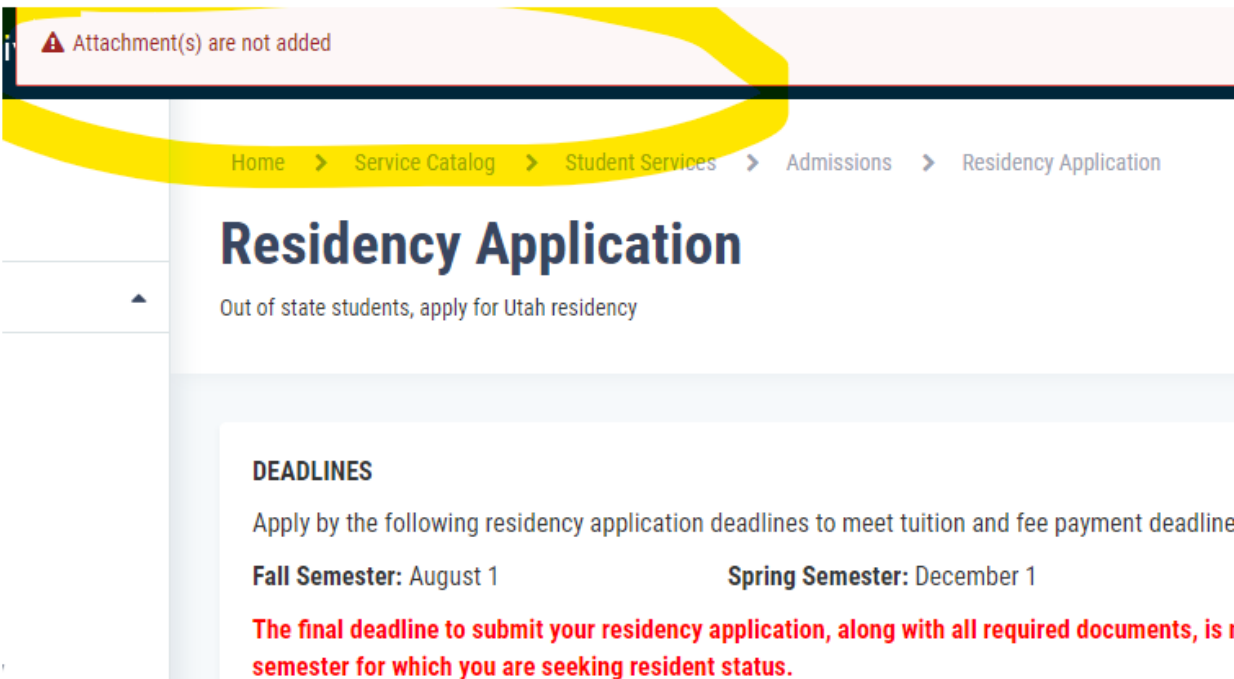 Attachment(s) are not added
Home > Service Catalog > Student Services > Admissions > Residency Application
Residency Application
Out of state students, apply for Utah residency
DEADLINES
Apply by the following residency application deadlines to meet tuition and fee payment deadline
Fall Semester: August 1 Spring Semester: December 1
The final deadline to submit your residency application, along with all required documents, is
semester for which you are seeking resident status.